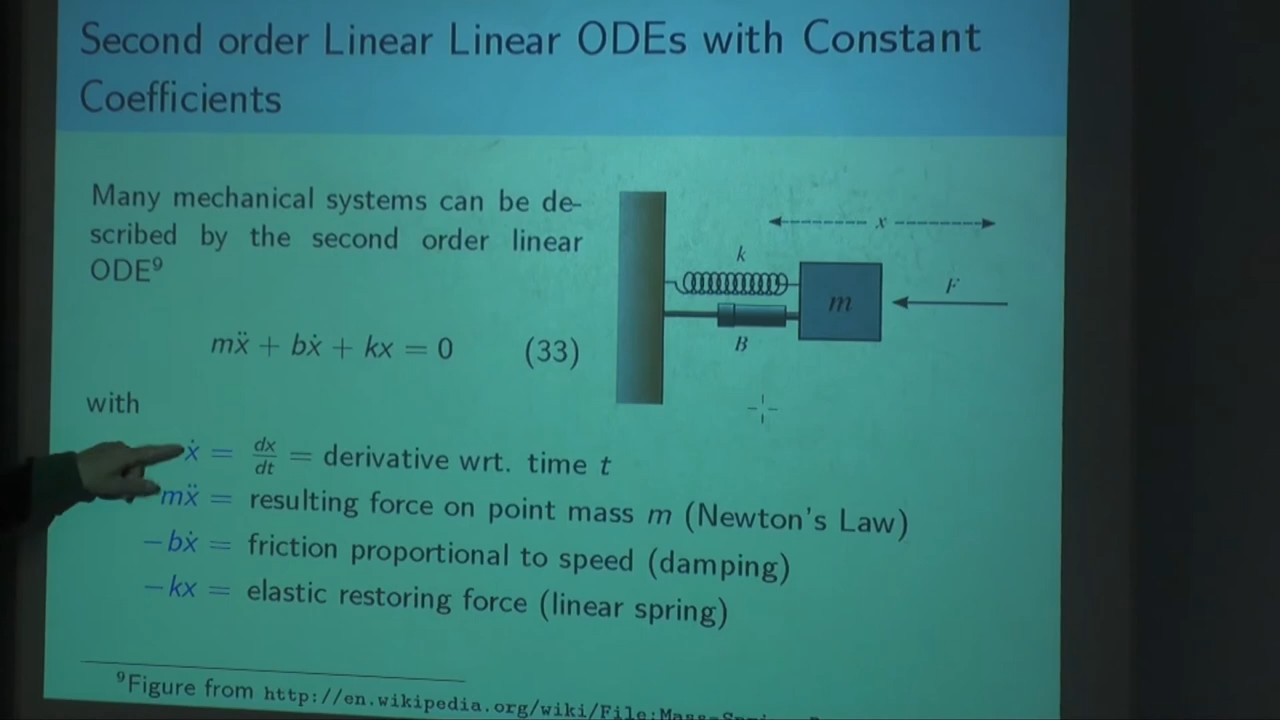 Second order Linear Linear ODEs with Constant
Coefficients
Many mechanical systems can be de-
scribed by the second order linear
ODE⁹
mẍ + bẋ + kx = 0 (33)
with
ẋ = dx/dt = derivative wrt. time t
mẍ = resulting force on point mass m (Newton's Law)
−bẋ = friction proportional to speed (damping)
−kx = elastic restoring force (linear spring)
x
k
m
F
B
⁹Figure from http://en.wikipedia.org/wiki/File:Mass-Spring